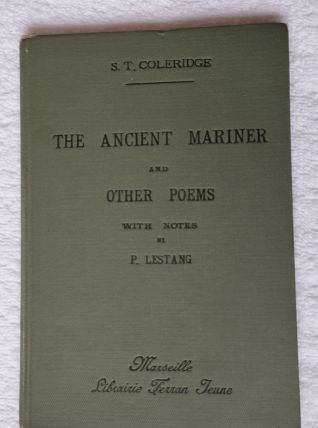 S. T. COLERIDGE
THE ANCIENT MARINER
AND
OTHER POEMS
WITH NOTES
BY
P. LESTANG
Marseille
Librairie Ferran Jeune